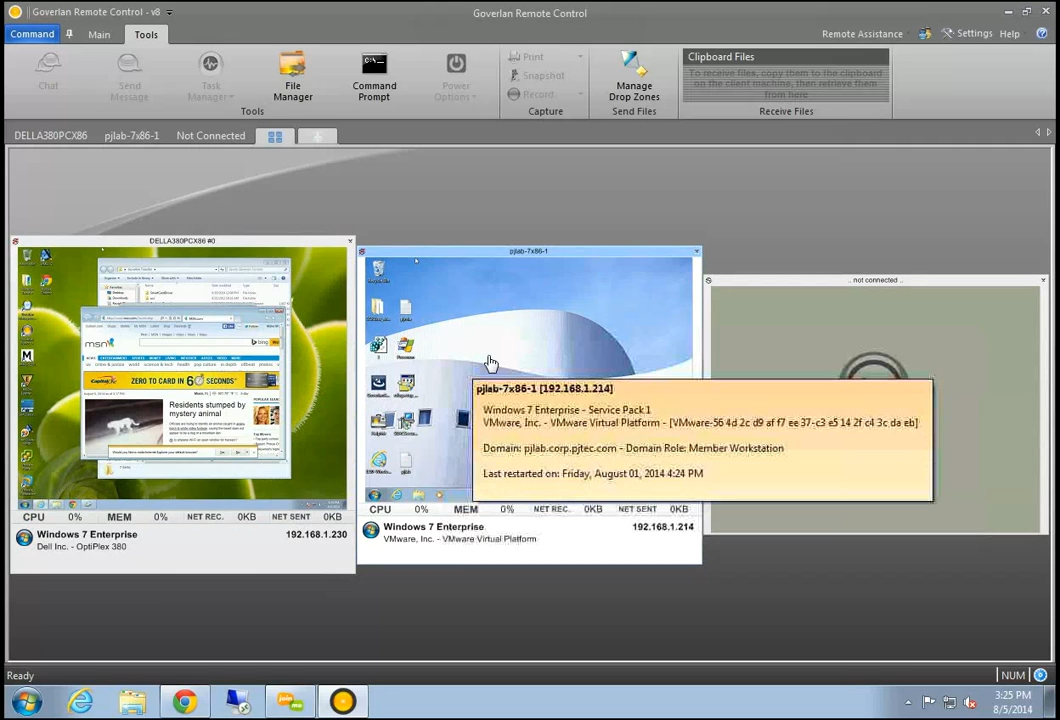 Goverlan Remote Control - v8
Goverlan Remote Control
Command
Main
Tools
Remote Assistance
Settings
Help
Chat
Send
Message
Task
Manager
File
Manager
Command
Prompt
Power
Options
Tools
Print
Snapshot
Record
Capture
Manage
Drop Zones
Send Files
Clipboard Files
To receive files, copy them to the clipboard
on the client machine, then retrieve them
from here
Receive Files
DELLA380PCX86
pjlab-7x86-1
Not Connected
DELLA380PCX86 #0
pjlab-7x86-1
.. not connected ..
msn
bing
ZERO TO CARD IN 60 SECONDS
Residents stumped by
mystery animal
pjlab-7x86-1 [192.168.1.214]
Windows 7 Enterprise - Service Pack 1
VMware, Inc. - VMware Virtual Platform - [VMware-56 4d 2c d9 af f7 ee 37-c3 e5 14 2f c4 3c da eb]
Domain: pjlab.corp.pjtec.com - Domain Role: Member Workstation
Last restarted on: Friday, August 01, 2014 4:24 PM
CPU 0% MEM 0% NET REC. 0KB NET SENT 0KB
Windows 7 Enterprise 192.168.1.230
Dell Inc. - OptiPlex 380
CPU 0% MEM 0% NET REC. 0KB NET SENT 0KB
Windows 7 Enterprise 192.168.1.214
VMware, Inc. - VMware Virtual Platform
Ready
NUM
3:25 PM
8/5/2014